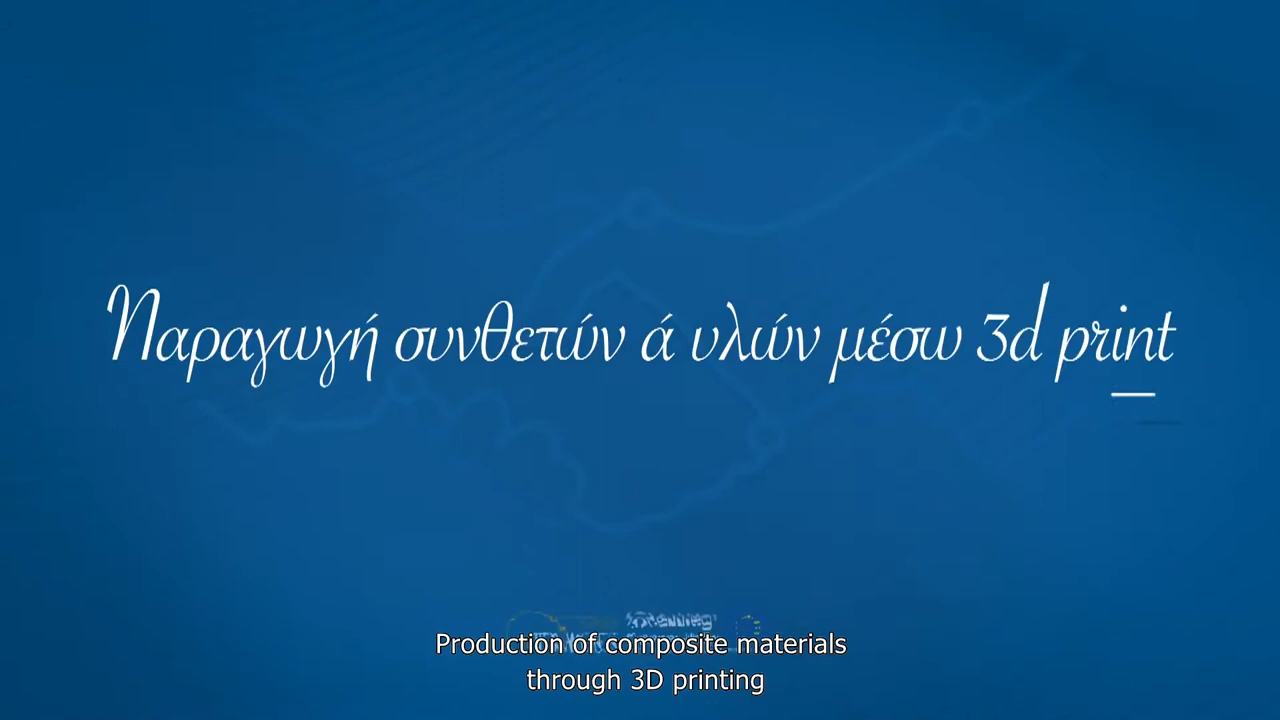 Παραγωγή συνθετών ά υλών μέσω 3d print
Production of composite materials
through 3D printing